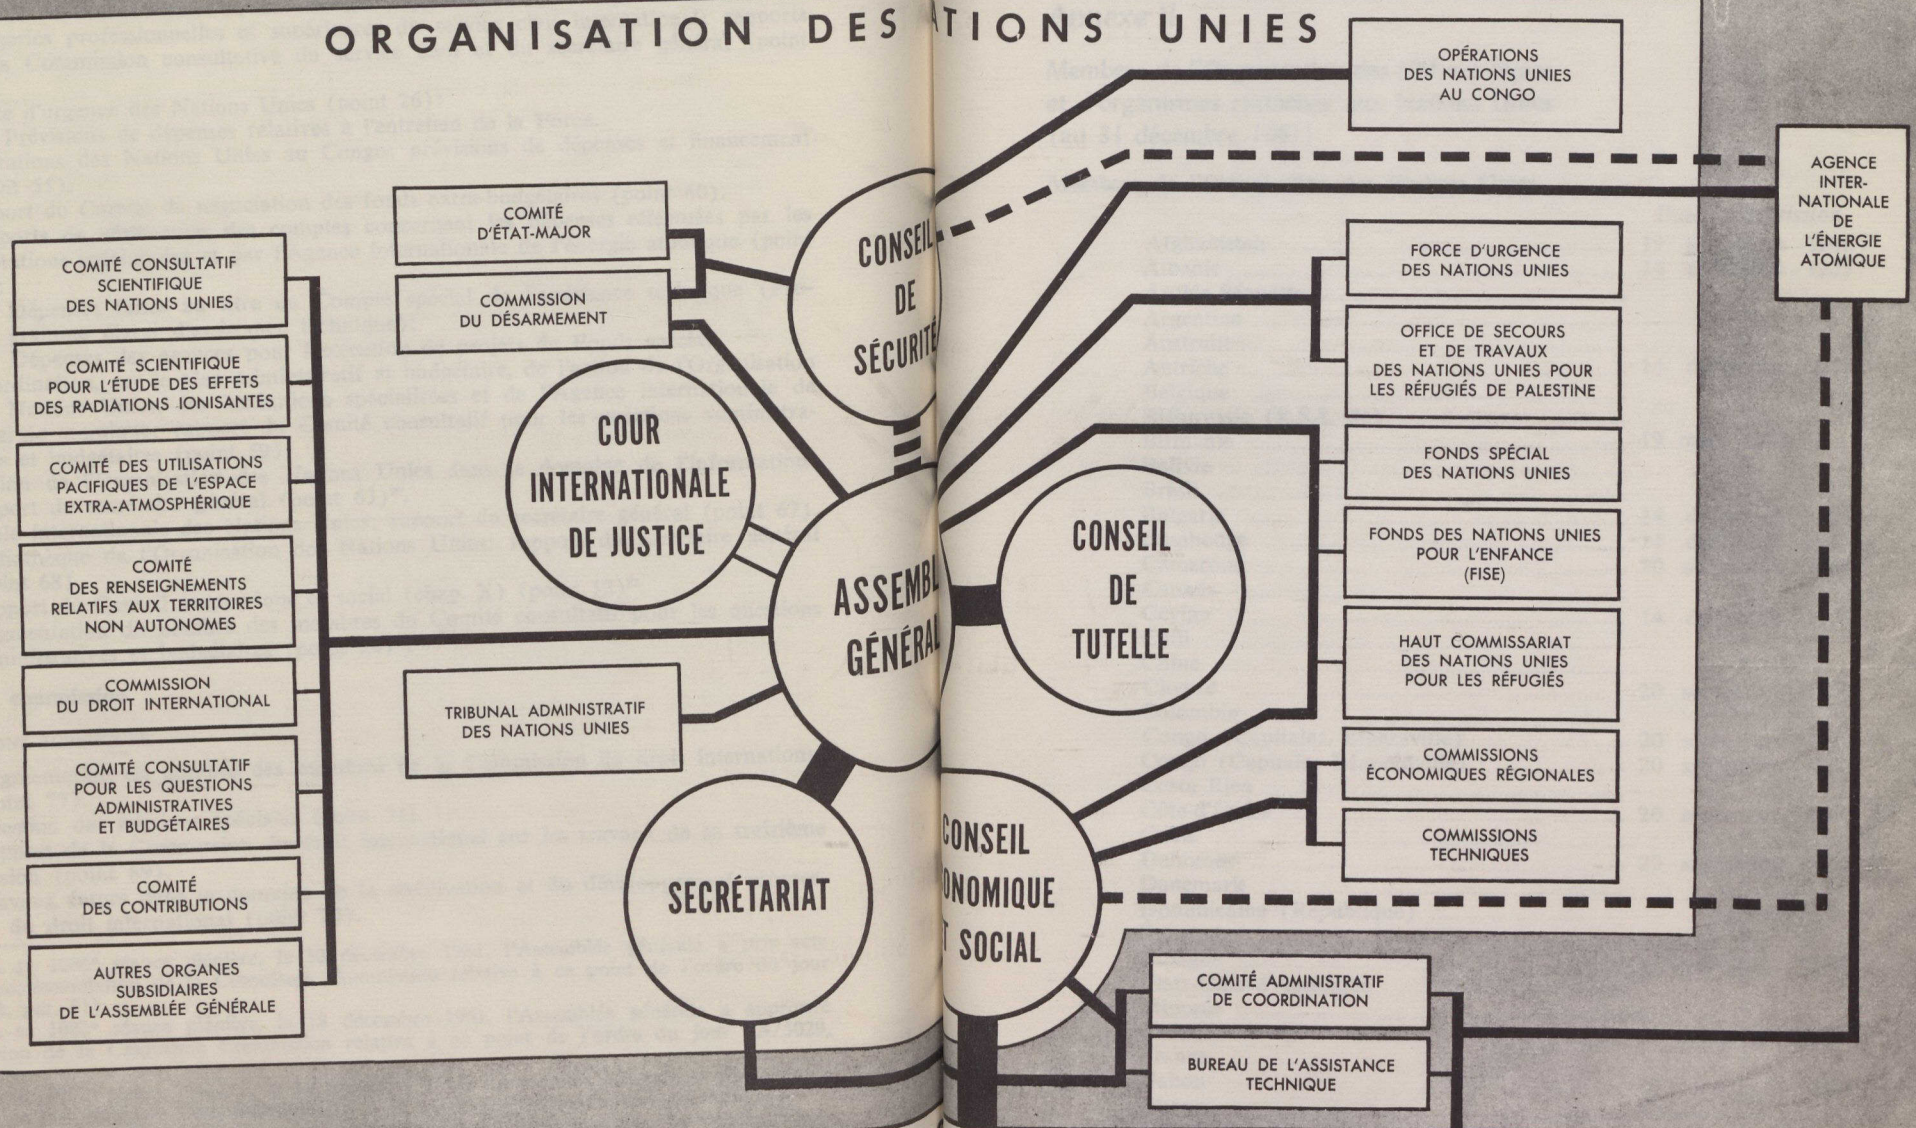 ORGANISATION DES ATIONS UNIES
OPÉRATIONS
DES NATIONS UNIES
AU CONGO
AGENCE
INTER-
NATIONALE
DE
L'ÉNERGIE
ATOMIQUE
COMITÉ
D'ÉTAT-MAJOR
COMMISSION
DU DÉSARMEMENT
CONSEIL
DE
SÉCURITÉ
FORCE D'URGENCE
DES NATIONS UNIES
OFFICE DE SECOURS
ET DE TRAVAUX
DES NATIONS UNIES POUR
LES RÉFUGIÉS DE PALESTINE
COMITÉ CONSULTATIF
SCIENTIFIQUE
DES NATIONS UNIES
COMITÉ SCIENTIFIQUE
POUR L'ÉTUDE DES EFFETS
DES RADIATIONS IONISANTES
COMITÉ DES UTILISATIONS
PACIFIQUES DE L'ESPACE
EXTRA-ATMOSPHÉRIQUE
COMITÉ
DES RENSEIGNEMENTS
RELATIFS AUX TERRITOIRES
NON AUTONOMES
COMMISSION
DU DROIT INTERNATIONAL
COMITÉ CONSULTATIF
POUR LES QUESTIONS
ADMINISTRATIVES
ET BUDGÉTAIRES
COMITÉ
DES CONTRIBUTIONS
AUTRES ORGANES
SUBSIDIAIRES
DE L'ASSEMBLÉE GÉNÉRALE
COUR
INTERNATIONALE
DE JUSTICE
ASSEMBL
GÉNÉRAL
TRIBUNAL ADMINISTRATIF
DES NATIONS UNIES
SECRÉTARIAT
CONSEIL
DE
TUTELLE
FONDS SPÉCIAL
DES NATIONS UNIES
FONDS DES NATIONS UNIES
POUR L'ENFANCE
(FISE)
HAUT COMMISSARIAT
DES NATIONS UNIES
POUR LES RÉFUGIÉS
COMMISSIONS
ÉCONOMIQUES RÉGIONALES
COMMISSIONS
TECHNIQUES
CONSEIL
ONOMIQUE
T SOCIAL
COMITÉ ADMINISTRATIF
DE COORDINATION
BUREAU DE L'ASSISTANCE
TECHNIQUE